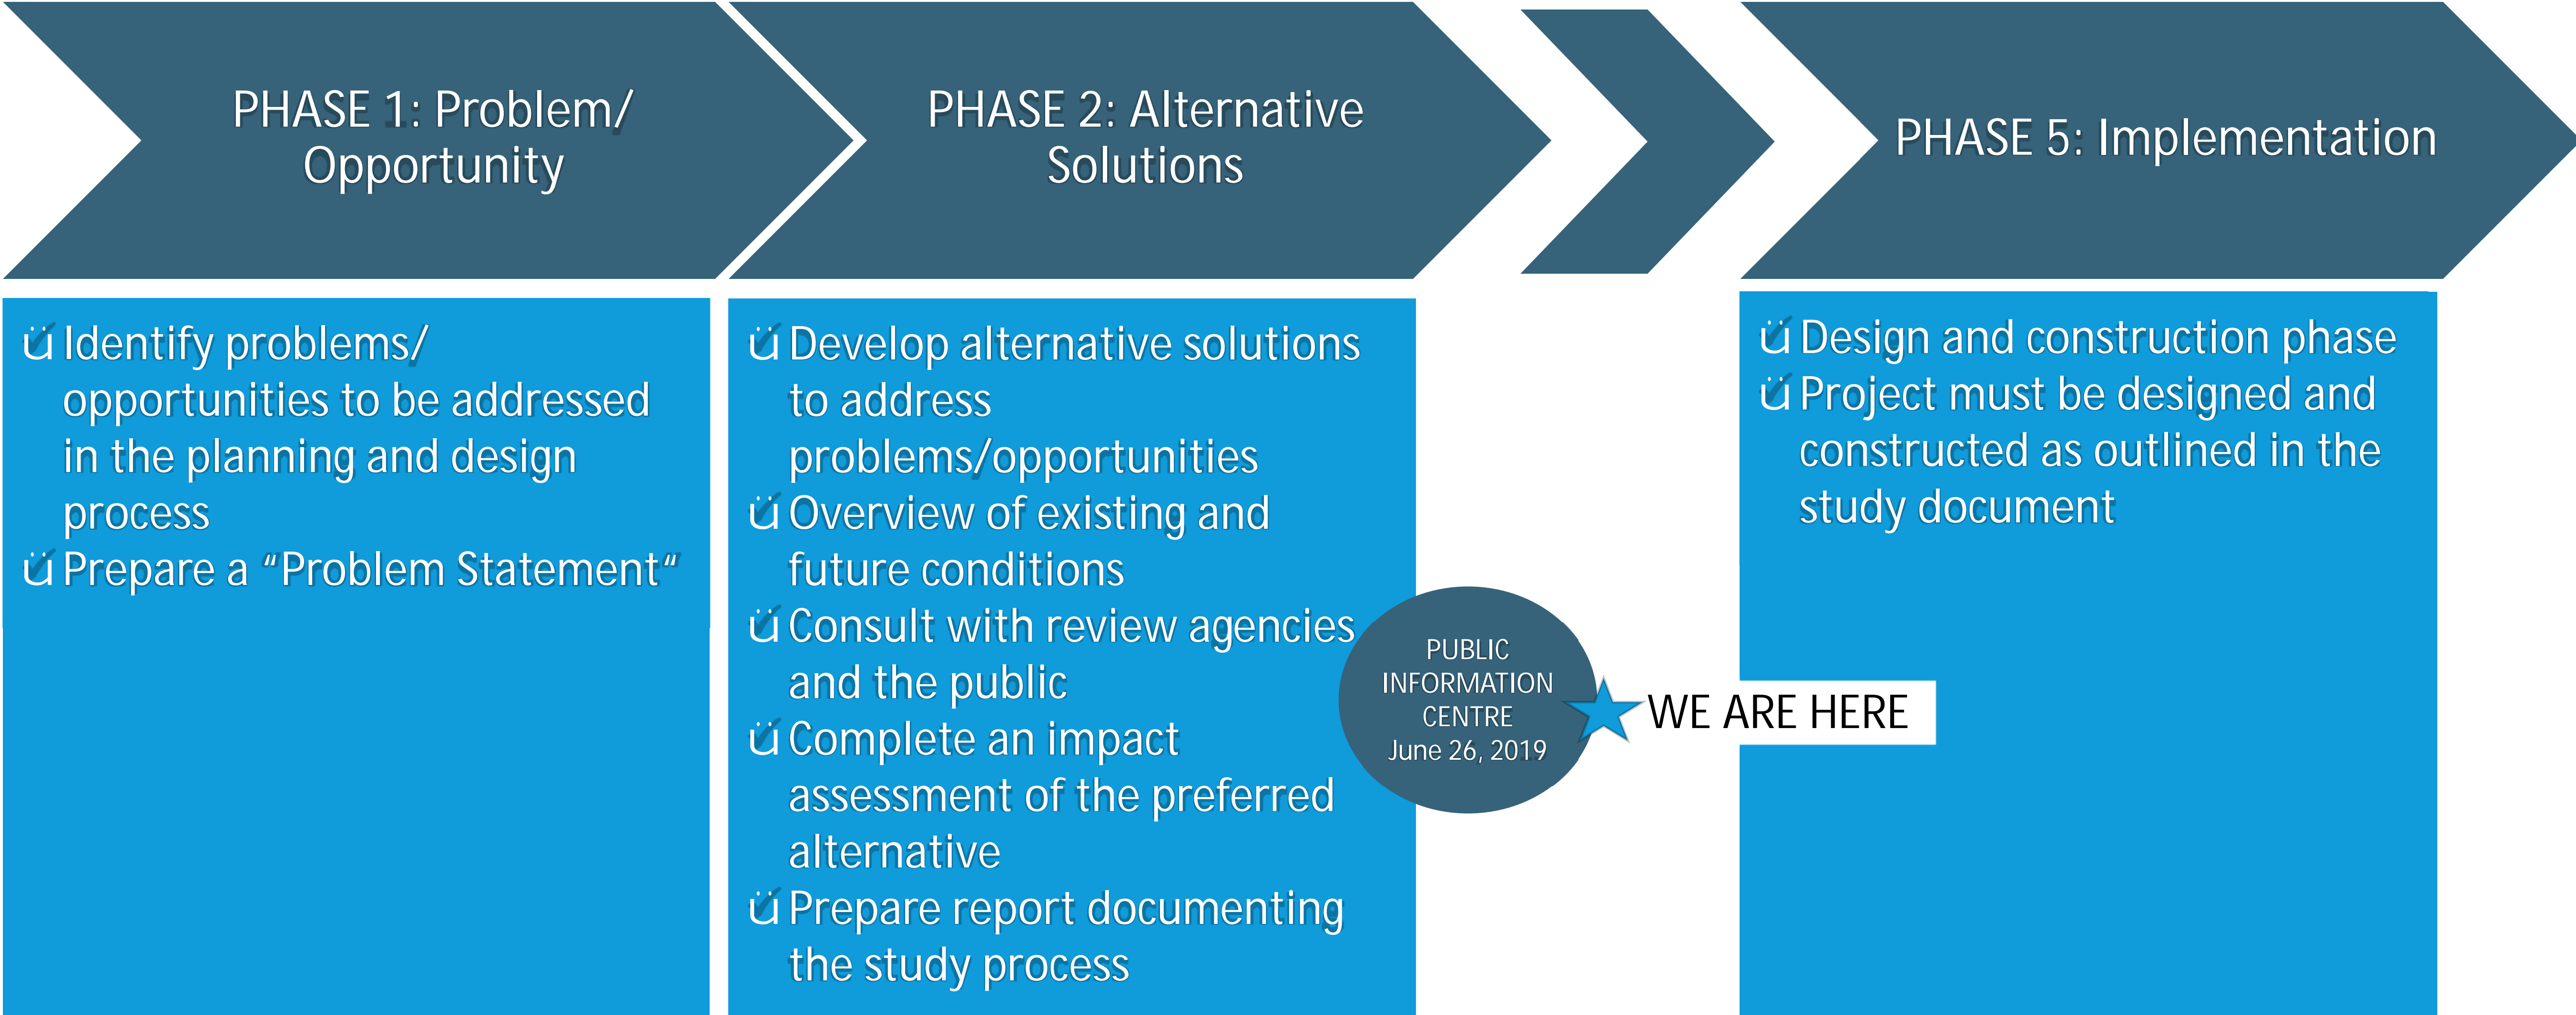 PHASE 1: Problem/
Opportunity
PHASE 2: Alternative
Solutions
PHASE 5: Implementation
ü Identify problems/
opportunities to be addressed
in the planning and design
process
ü Prepare a “Problem Statement“
ü Develop alternative solutions
to address
problems/opportunities
ü Overview of existing and
future conditions
ü Consult with review agencies
and the public
ü Complete an impact
assessment of the preferred
alternative
ü Prepare report documenting
the study process
PUBLIC
INFORMATION
CENTRE
June 26, 2019
WE ARE HERE
ü Design and construction phase
ü Project must be designed and
constructed as outlined in the
study document